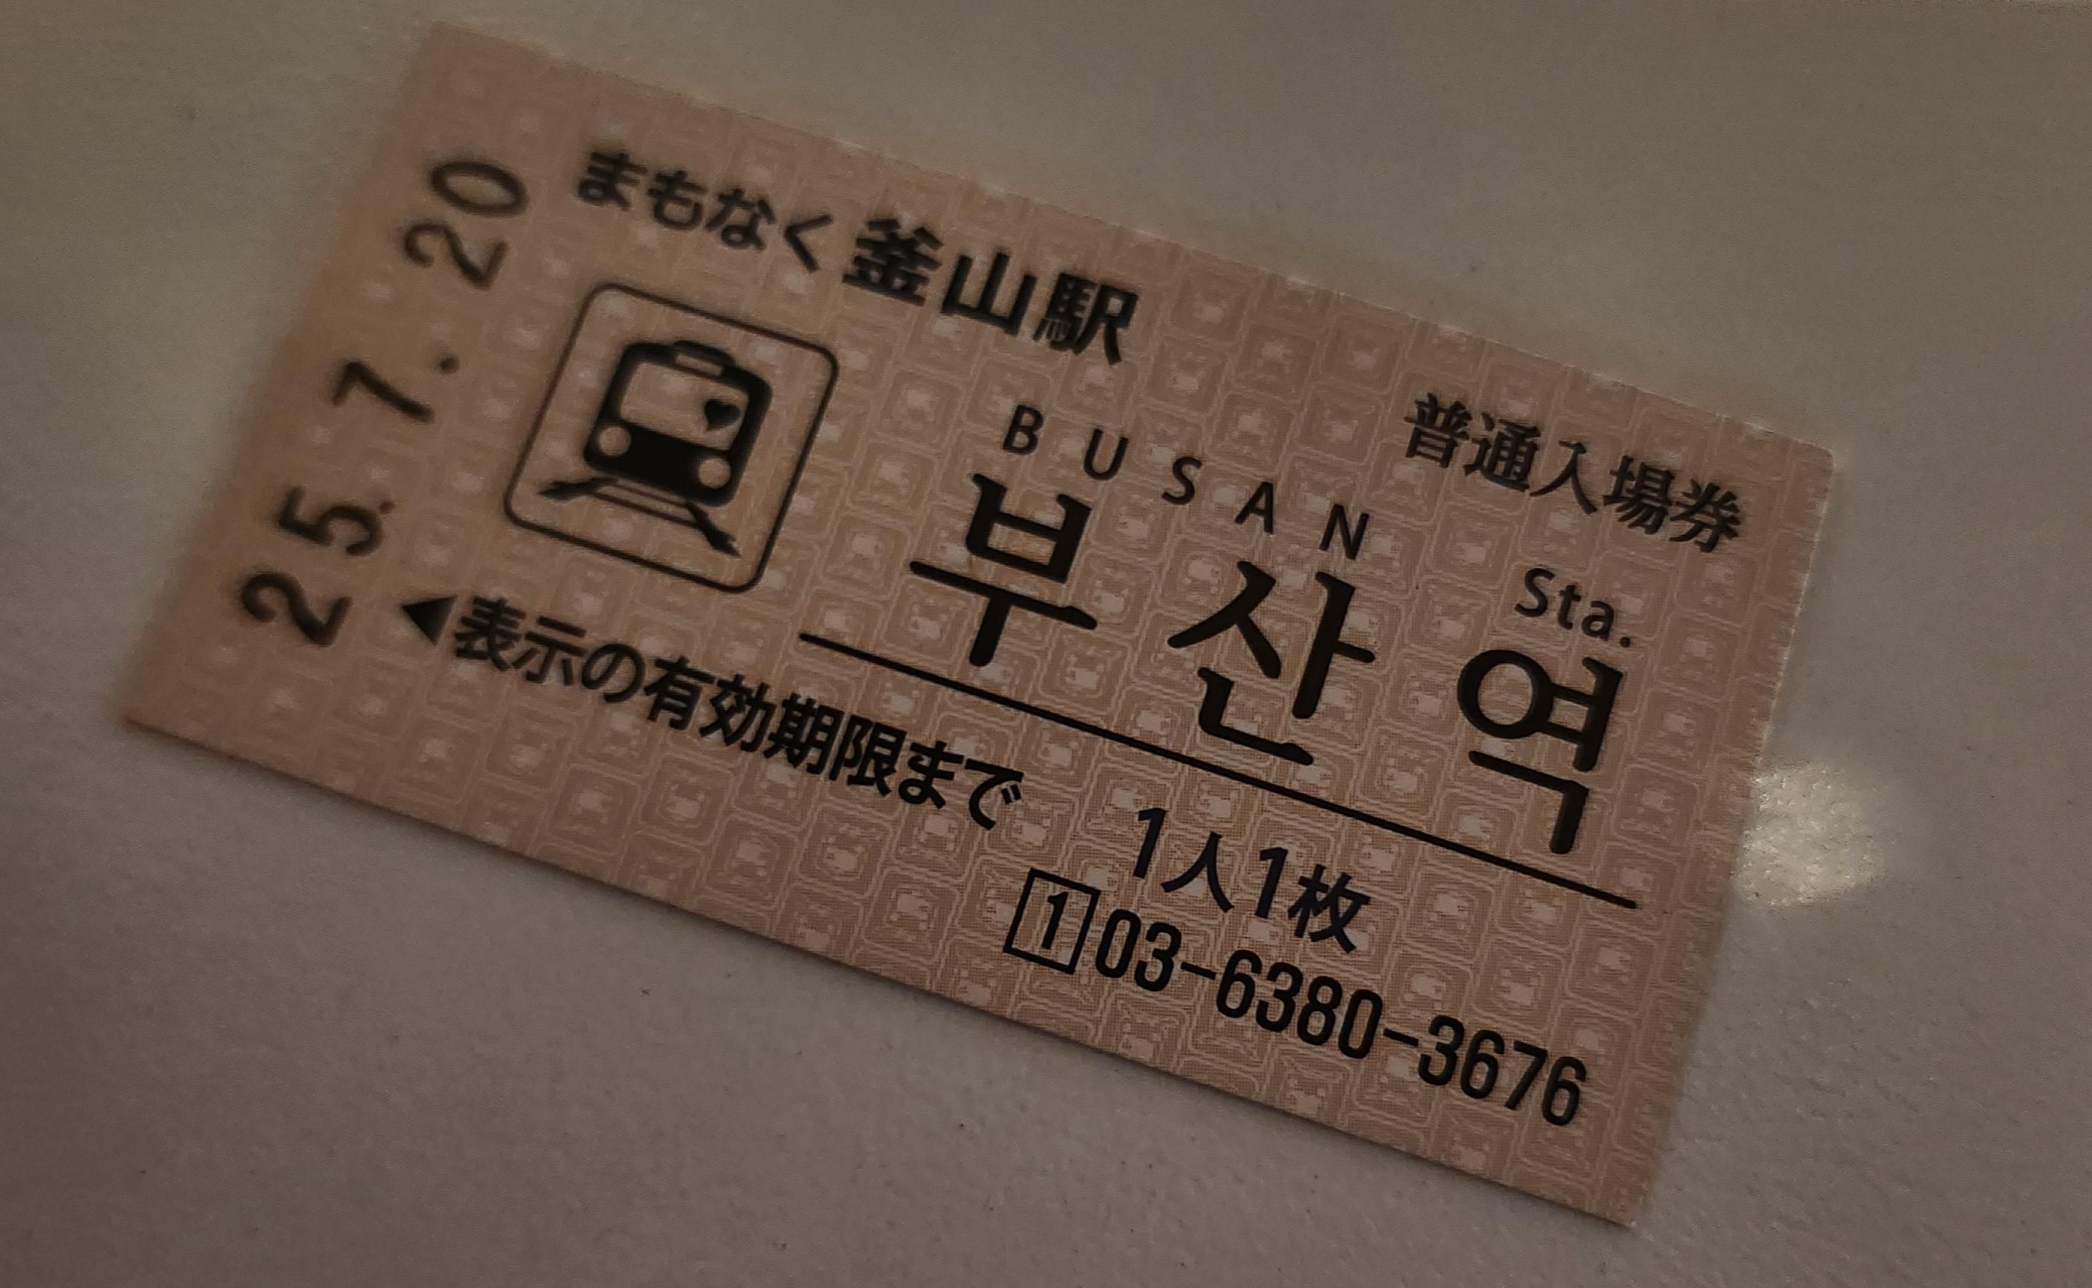 まもなく 釜山駅
普通入場券
BUSAN Sta.
부산역
25.7.20
▲表示の有効期限まで
1人1枚
1 03-6380-3676